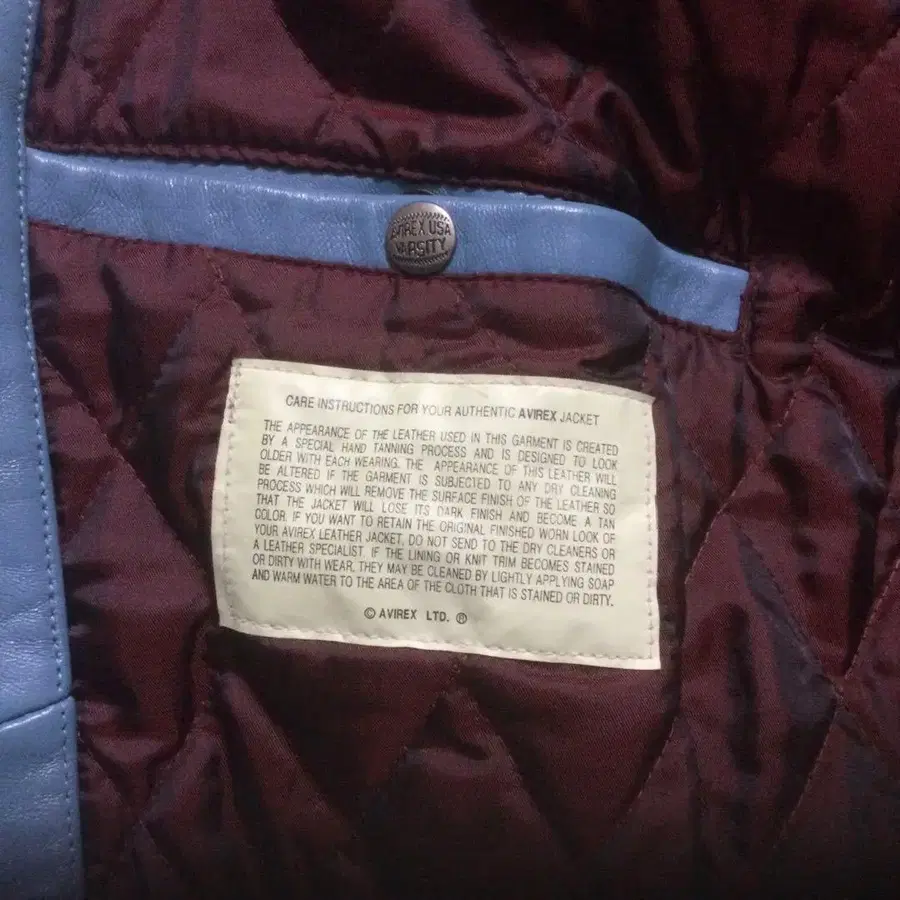 AVIREX USA
VARSITY
CARE INSTRUCTIONS FOR YOUR AUTHENTIC AVIREX JACKET
THE APPEARANCE OF THE LEATHER USED IN THIS GARMENT IS CREATED
BY A SPECIAL HAND TANNING PROCESS AND IS DESIGNED TO LOOK
OLDER WITH EACH WEARING. THE APPEARANCE OF THIS LEATHER WILL
BE ALTERED IF THE GARMENT IS SUBJECTED TO ANY DRY CLEANING
PROCESS WHICH WILL REMOVE THE SURFACE FINISH OF THE LEATHER SO
THAT THE JACKET WILL LOSE ITS DARK FINISH AND BECOME A TAN
COLOR. IF YOU WANT TO RETAIN THE ORIGINAL FINISHED WORN LOOK OF
YOUR AVIREX LEATHER JACKET, DO NOT SEND TO THE DRY CLEANERS OR
A LEATHER SPECIALIST. IF THE LINING OR KNIT TRIM BECOMES STAINED
OR DIRTY WITH WEAR, THEY MAY BE CLEANED BY LIGHTLY APPLYING SOAP
AND WARM WATER TO THE AREA OF THE CLOTH THAT IS STAINED OR DIRTY.
© AVIREX LTD. ®